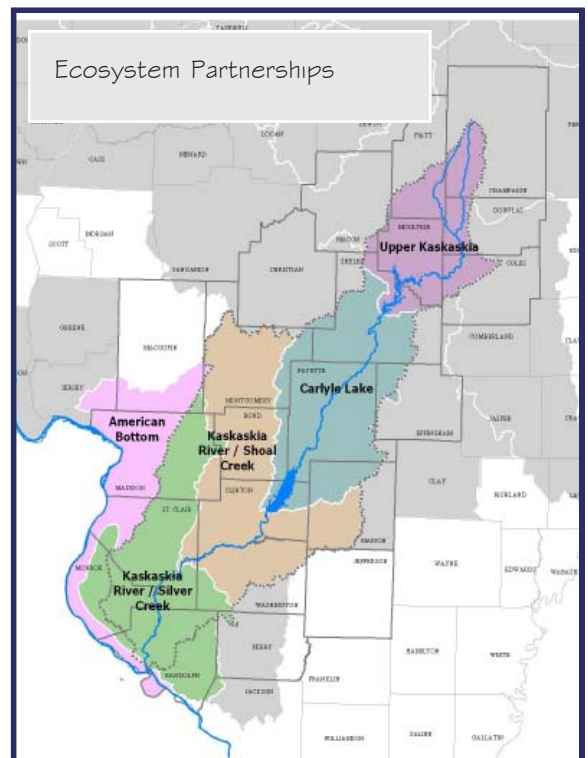 Ecosystem Partnerships
LOGAN
PIATT
CASS
MENARD
CHAMPAIGN
DOUGLAS
MORGAN
SCOTT
MACON
MOULTRIE
Upper Kaskaskia
SANGAMON
CHRISTIAN
SHELBY
COLES
GREENE
MACOUPIN
CUMBERLAND
JERSEY
MONTGOMERY
FAYETTE
Carlyle Lake
JASPER
American
Bottom
BOND
Kaskaskia
River / Shoal
Creek
EFFINGHAM
MADISON
CLINTON
CLAY
RICHLAND
ST. CLAIR
MARION
JEFFERSON
WAYNE
EDWARDS
WABASH
MONROE
Kaskaskia
River / Silver
Creek
WASHINGTON
PERRY
HAMILTON
WHITE
RANDOLPH
FRANKLIN
JACKSON
WILLIAMSON
SALINE
GALLATIN